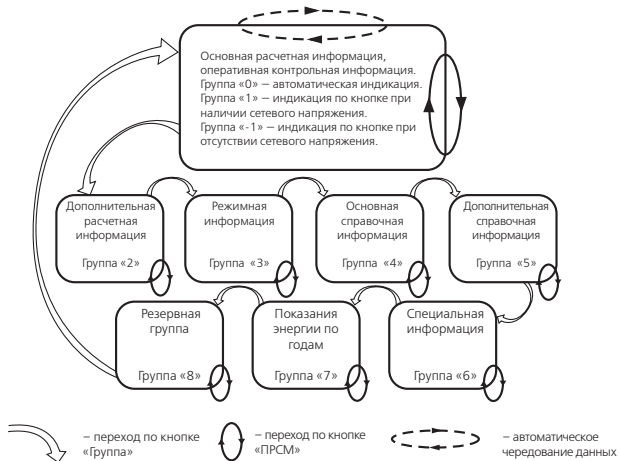 Основная расчетная информация,
оперативная контрольная информация.
Группа «0» – автоматическая индикация.
Группа «1» – индикация по кнопке при
наличии сетевого напряжения.
Группа «-1» – индикация по кнопке при
отсутствии сетевого напряжения.
Дополнительная
расчетная
информация
Группа «2»
Режимная
информация
Группа «3»
Основная
справочная
информация
Группа «4»
Дополнительная
справочная
информация
Группа «5»
Резервная
группа
Группа «8»
Показания
энергии по
годам
Группа «7»
Специальная
информация
Группа «6»
– переход по кнопке
«Группа»
– переход по кнопке
«ПРСМ»
– автоматическое
чередование данных